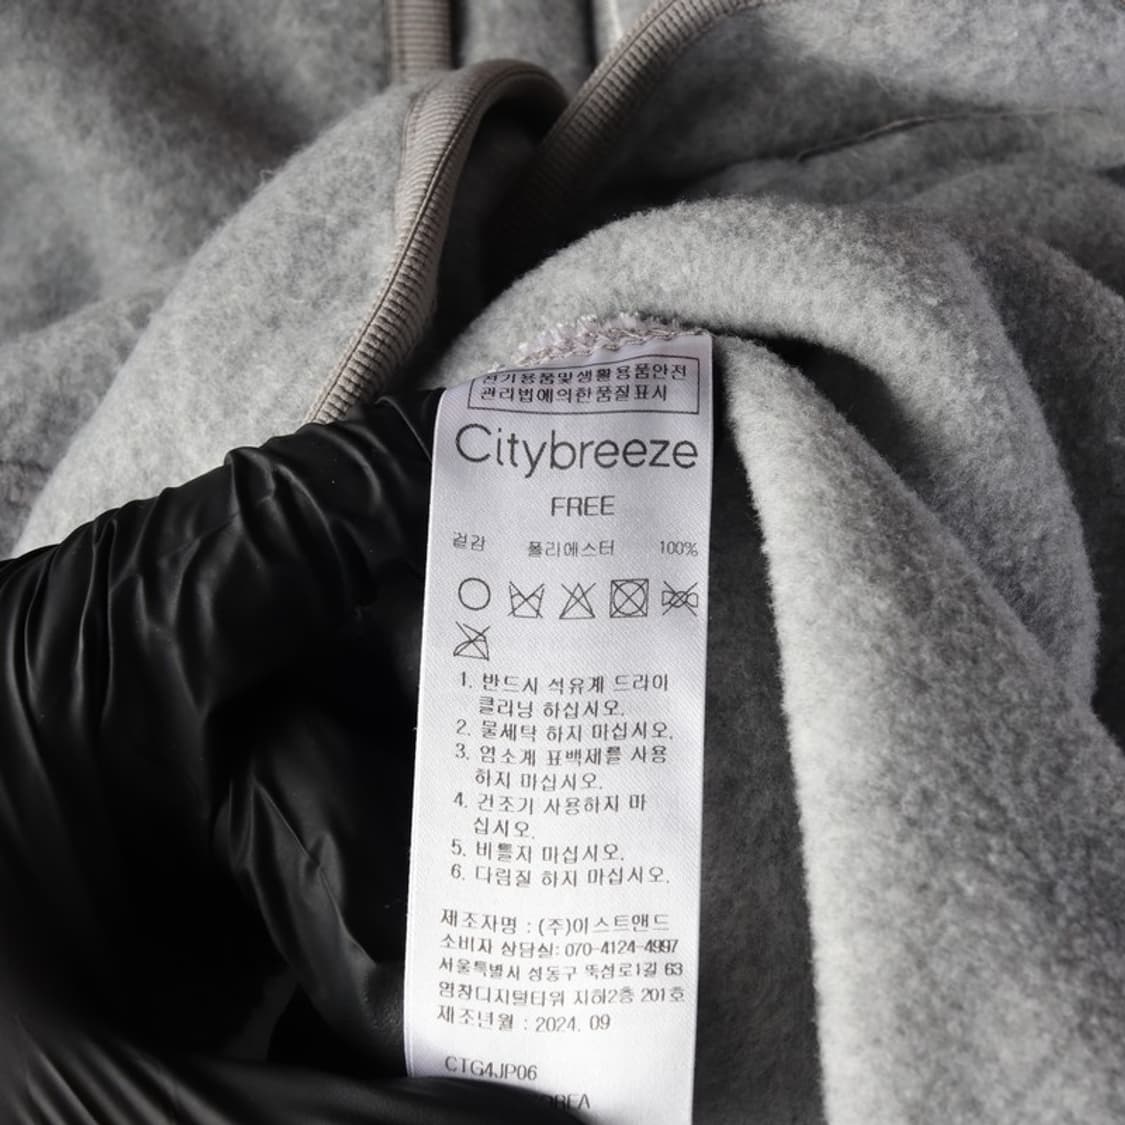 전기용품및생활용품안전
관리법에의한품질표시
Citybreeze
FREE
겉감 폴리에스터 100%
1. 반드시 석유계 드라이
클리닝 하십시오.
2. 물세탁 하지 마십시오.
3. 염소계 표백제를 사용
하지 마십시오.
4. 건조기 사용하지 마
십시오.
5. 비틀지 마십시오.
6. 다림질 하지 마십시오.
제조자명 : (주)이스트앤드
소비자 상담실: 070-4124-4997
서울특별시 성동구 뚝섬로1길 63
영창디지털타워 지하2층 201호
제조년월 : 2024. 09
CTG4JP06